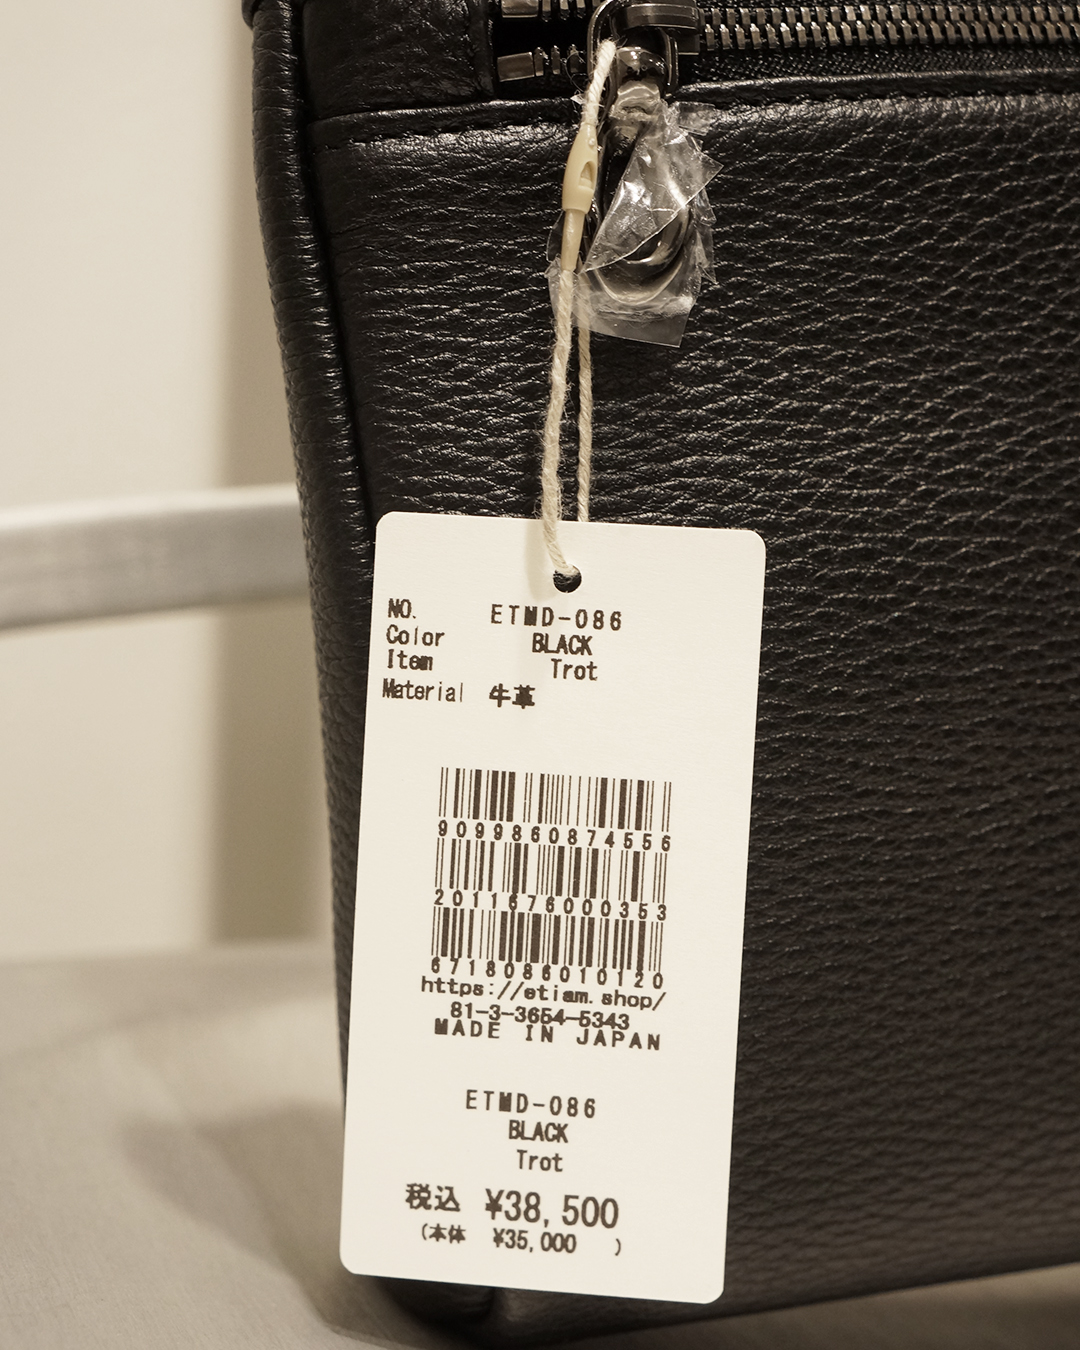 NO. ETMD-086
Color BLACK
Item Trot
Material 牛革
9099860874556
2011676000353
6718086010120
https://etiam.shop/
81-3-3654-5343
MADE IN JAPAN
ETMD-086
BLACK
Trot
税込 ¥38,500
(本体 ¥35,000 )